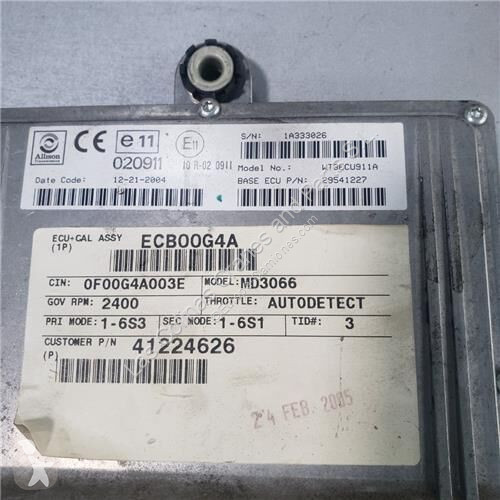 Allison
CE
e11
020911
E11
10 R-02 0911
S/N: 1A333026
Model No.: WT3ECU911A
Date Code: 12-21-2004
BASE ECU P/N: 29541227
ECU+CAL ASSY ECB00G4A
(1P)
CIN: 0F00G4A003E MODEL: MD3066
GOV RPM: 2400 THROTTLE: AUTODETECT
PRI MODE: 1-6S3 SEC MODE: 1-6S1 TID#: 3
CUSTOMER P/N 41224626
(P)
24 FEB. 2005